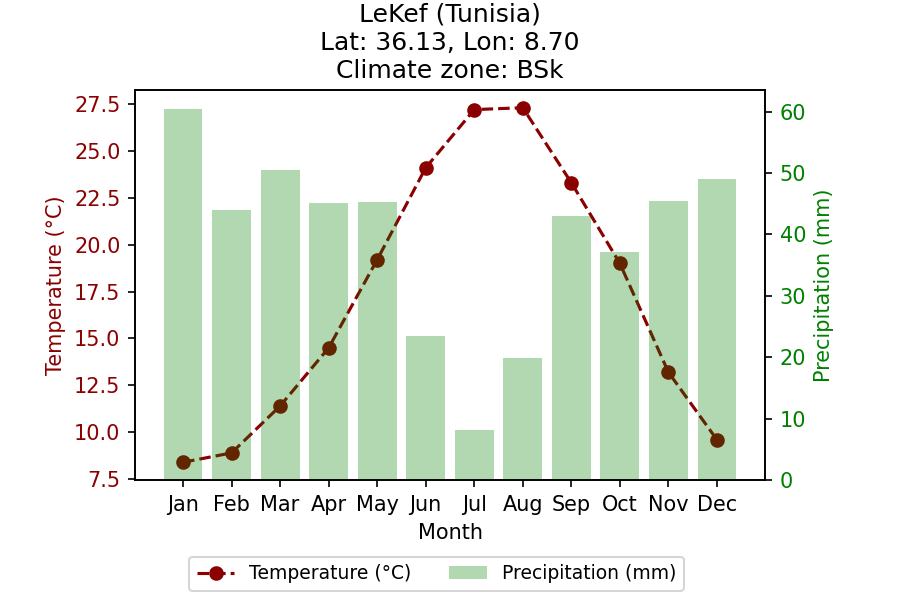 LeKef (Tunisia)
Lat: 36.13, Lon: 8.70
Climate zone: BSk
Temperature (°C)
27.5
25.0
22.5
20.0
17.5
15.0
12.5
10.0
7.5
Precipitation (mm)
60
50
40
30
20
10
0
Jan Feb Mar Apr May Jun Jul Aug Sep Oct Nov Dec
Month
Temperature (°C) Precipitation (mm)